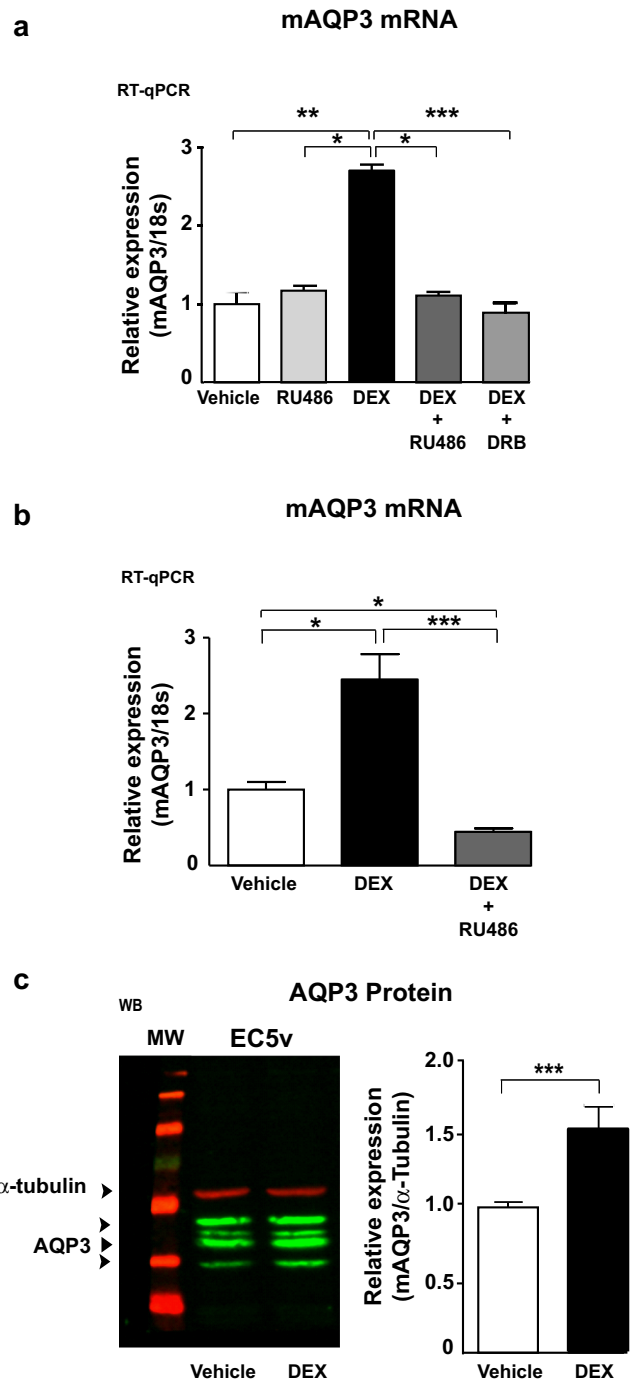 a
mAQP3 mRNA
RT-qPCR
** ***
* *
Relative expression
(mAQP3/18s)
3
2
1
0
Vehicle RU486 DEX DEX + RU486 DEX + DRB
b
mAQP3 mRNA
RT-qPCR
*
* ***
Relative expression
(mAQP3/18s)
3
2
1
0
Vehicle DEX DEX + RU486
c
AQP3 Protein
WB
MW EC5v
α-tubulin
AQP3
Vehicle DEX
***
Relative expression
(mAQP3/α-Tubulin)
2.0
1.5
1.0
0.5
0
Vehicle DEX